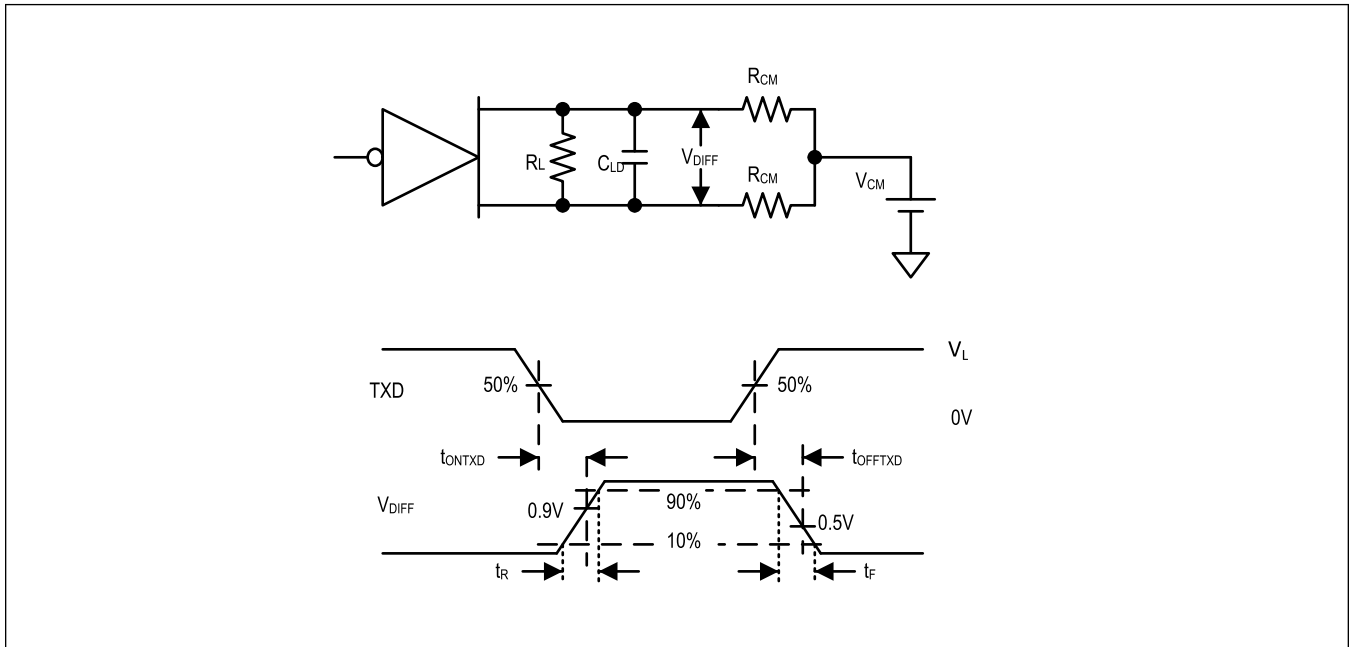 RCM
RL
CLD
VDIFF
RCM
VCM
VL
TXD
50%
50%
0V
tONTXD
tOFFTXD
VDIFF
0.9V
90%
0.5V
10%
tR
tF